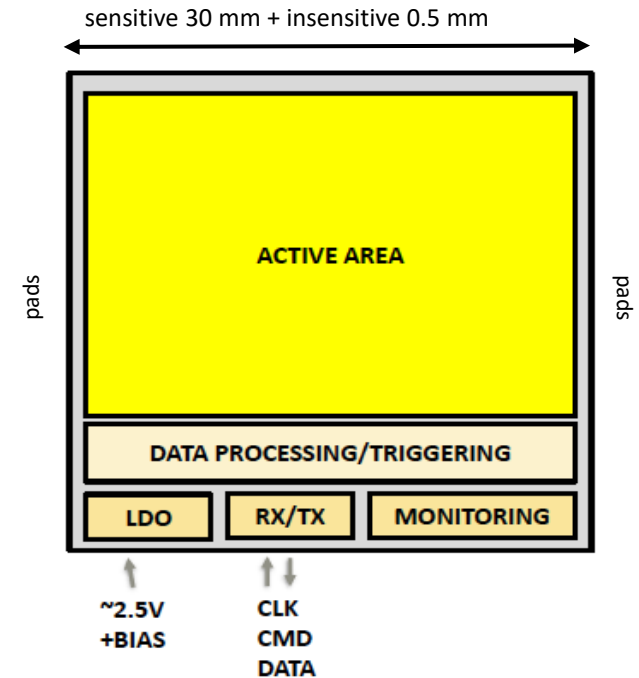 sensitive 30 mm + insensitive 0.5 mm
ACTIVE AREA
pads
pads
DATA PROCESSING/TRIGGERING
LDO
RX/TX
MONITORING
~2.5V
+BIAS
CLK
CMD
DATA